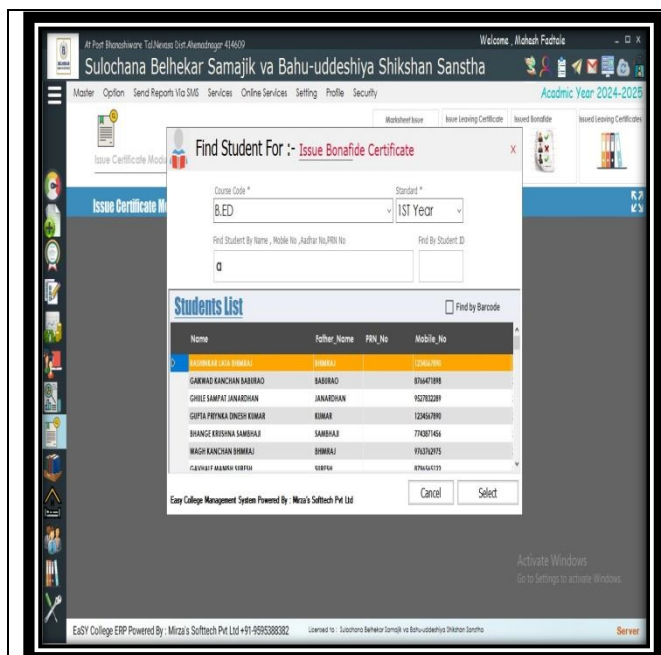 At Post Bhanashiware Tal.Nevasa Dist.Ahemadnagar 414609
Welcome , Mahesh Fadtale
Sulochana Belhekar Samajik va Bahu-uddeshiya Shikshan Sanstha
Master Option Send Reports Via SMS Services Online Services Setting Profile Security
Acadmic Year 2024-2025
Marksheet Issue Issue Leaving Certificate Issued Bonafide Issued Leaving Certificates
Issue Certificate Modu
Issue Certificate M
Find Student For :- Issue Bonafide Certificate X
Course Code * Standard *
B.ED 1ST Year
Find Student By Name , Mobile No ,Aadhar No,PRN No Find By Student ID
a
Students List Find by Barcode
Name Father_Name PRN_No Mobile_No
LATA BHIMRAJ BHIMRAJ 1234567890
GAIKWAD KANCHAN BABURAO BABURAO 8766471898
GHULE SAMPAT JANARDHAN JANARDHAN 9527832289
GUPTA PRIYNKA DINESH KUMAR KUMAR 1234567890
BHANGE KRUSHNA SAMBHAJI SAMBHAJI 7743871456
WAGH KANCHAN BHIMRAJ BHIMRAJ 9763762975
GAVHALE MANISH SURESH SURESH
Easy College Management System Powered By : Mirza's Softtech Pvt Ltd
Cancel Select
Activate Windows
Go to Settings to activate Windows.
EaSY College ERP Powered By : Mirza's Softtech Pvt Ltd +91-9595388382
Licensed to : Sulochana Belhekar Samajik va Bahu-uddeshiya Shikshan Sanstha
Server